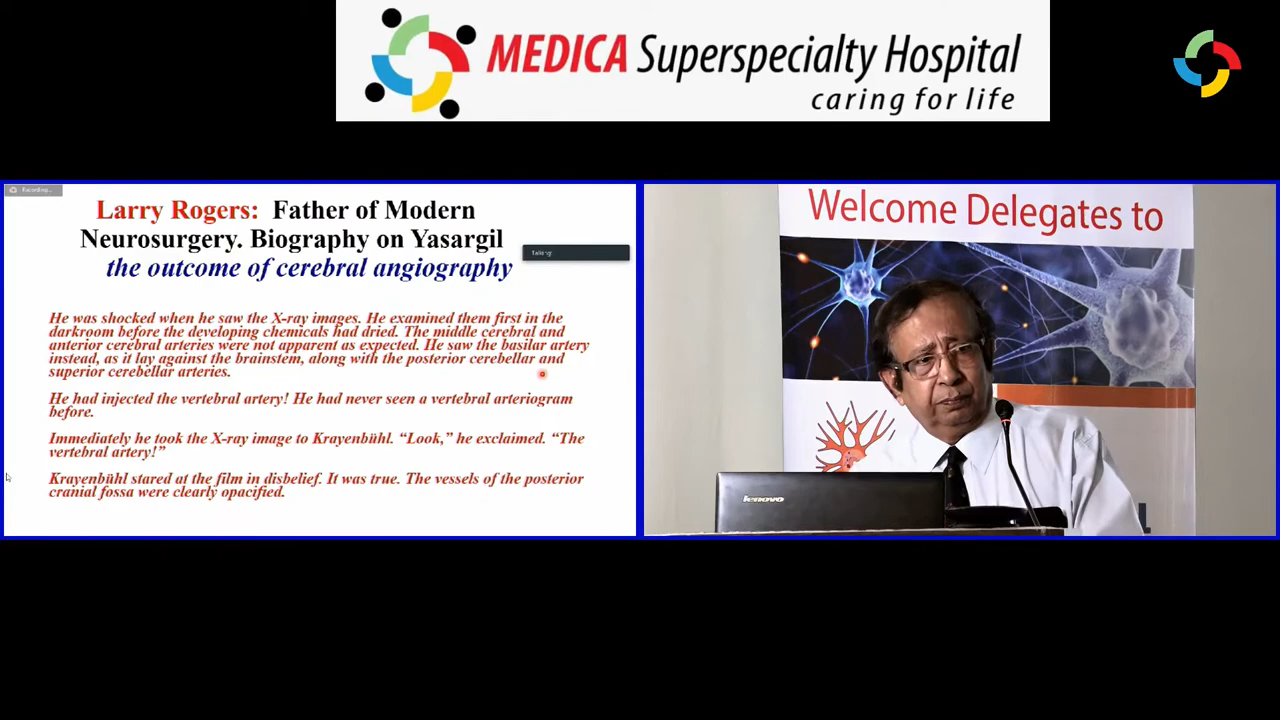 MEDICA Superspecialty Hospital
caring for life
Recording...
Larry Rogers: Father of Modern
Neurosurgery. Biography on Yasargil
the outcome of cerebral angiography
Talking:
He was shocked when he saw the X-ray images. He examined them first in the
darkroom before the developing chemicals had dried. The middle cerebral and
anterior cerebral arteries were not apparent as expected. He saw the basilar artery
instead, as it lay against the brainstem, along with the posterior cerebellar and
superior cerebellar arteries.
He had injected the vertebral artery! He had never seen a vertebral arteriogram
before.
Immediately he took the X-ray image to Krayenbühl. “Look,” he exclaimed. “The
vertebral artery!”
Krayenbühl stared at the film in disbelief. It was true. The vessels of the posterior
cranial fossa were clearly opacified.
Welcome Delegates to
lenovo